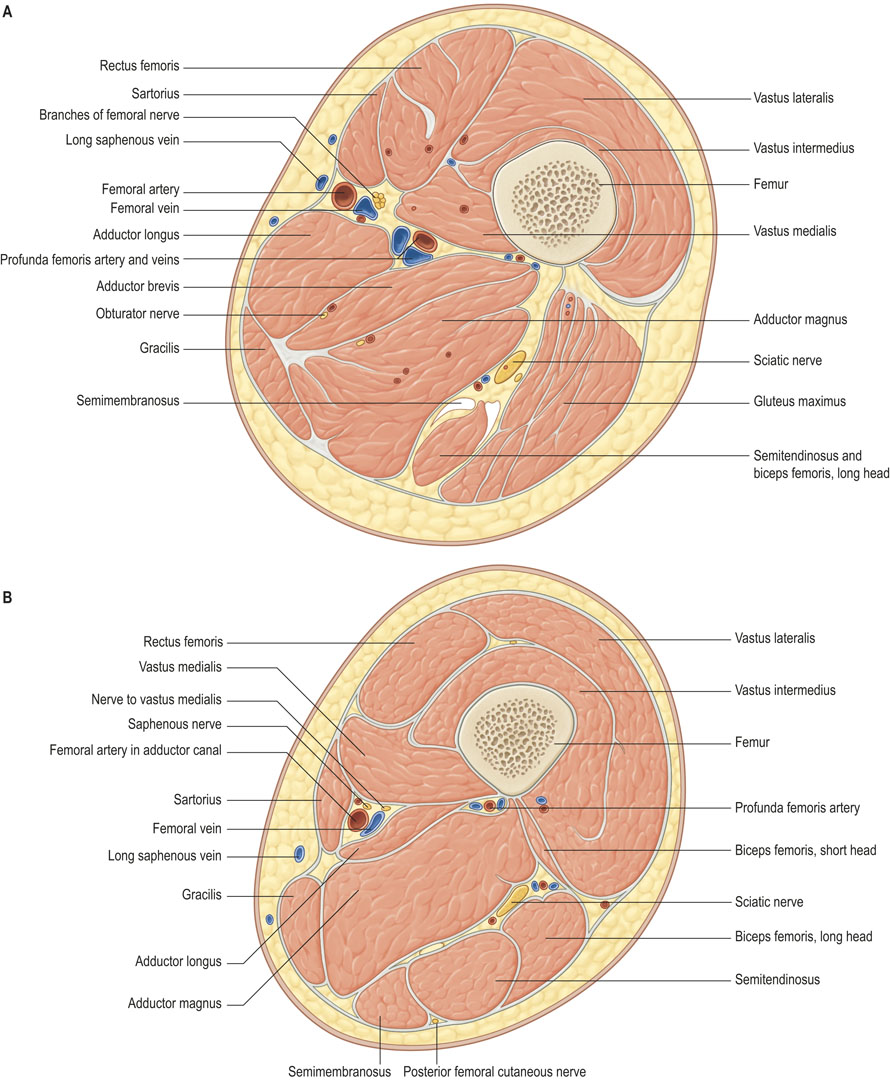 A
Rectus femoris
Sartorius
Branches of femoral nerve
Long saphenous vein
Femoral artery
Femoral vein
Adductor longus
Profunda femoris artery and veins
Adductor brevis
Obturator nerve
Gracilis
Semimembranosus
Vastus lateralis
Vastus intermedius
Femur
Vastus medialis
Adductor magnus
Sciatic nerve
Gluteus maximus
Semitendinosus and
biceps femoris, long head
B
Rectus femoris
Vastus medialis
Nerve to vastus medialis
Saphenous nerve
Femoral artery in adductor canal
Sartorius
Femoral vein
Long saphenous vein
Gracilis
Adductor longus
Adductor magnus
Vastus lateralis
Vastus intermedius
Femur
Profunda femoris artery
Biceps femoris, short head
Sciatic nerve
Biceps femoris, long head
Semitendinosus
Semimembranosus
Posterior femoral cutaneous nerve